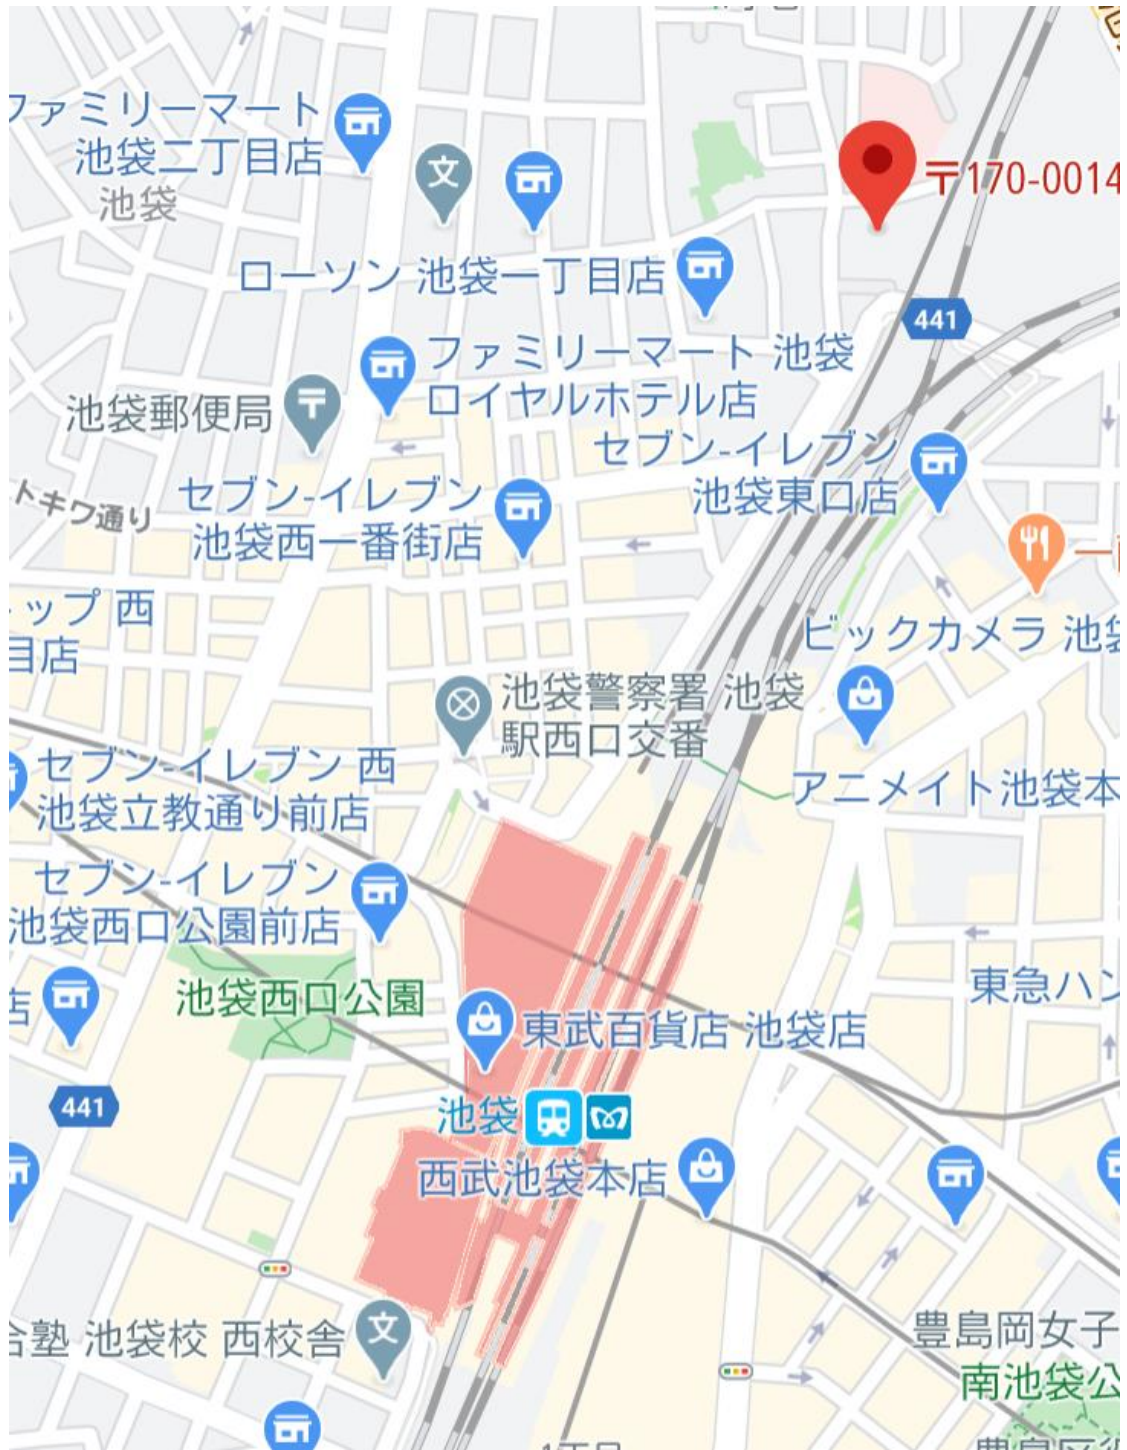 ファミリーマート
池袋二丁目店
池袋
〒170-0014
ローソン 池袋一丁目店
441
ファミリーマート 池袋
ロイヤルホテル店
池袋郵便局
セブン-イレブン
池袋東口店
トキワ通り
セブン-イレブン
池袋西一番街店
ップ 西
目店
ビックカメラ 池袋
池袋警察署 池袋
駅西口交番
セブン-イレブン 西
池袋立教通り前店
アニメイト池袋本
セブン-イレブン
池袋西口公園前店
池袋西口公園
東急ハン
店
東武百貨店 池袋店
441
池袋
西武池袋本店
合塾 池袋校 西校舎
豊島岡女子
南池袋公